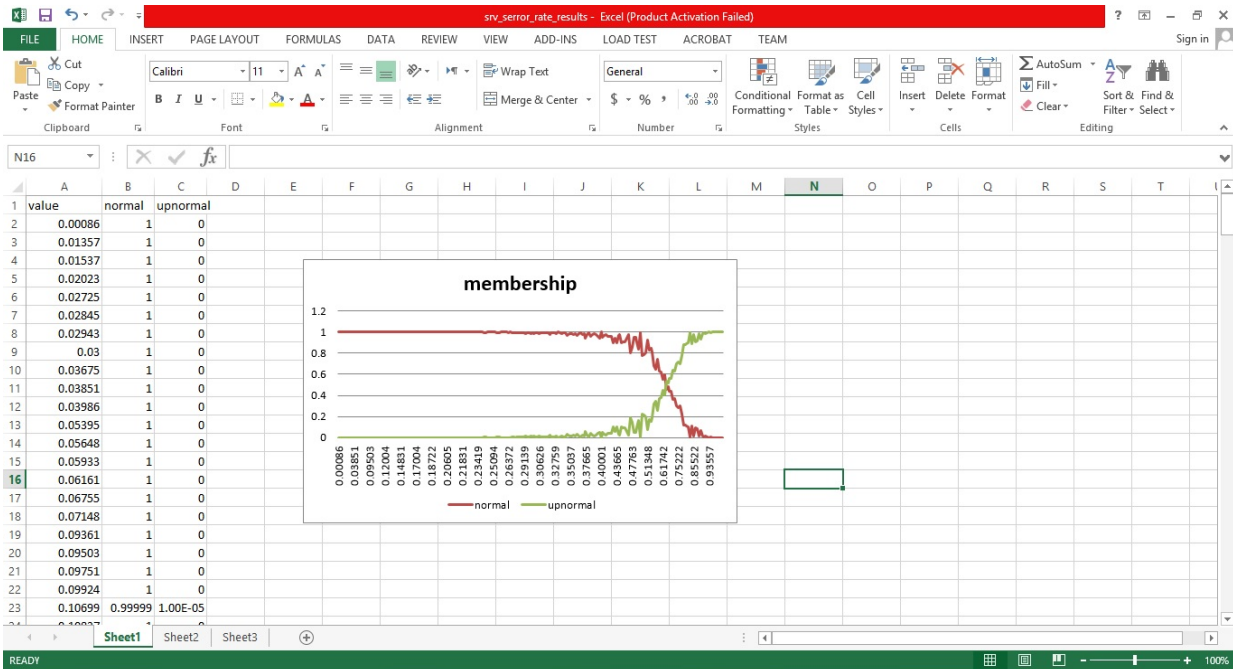 srv_serror_rate_results - Excel (Product Activation Failed)
FILE HOME INSERT PAGE LAYOUT FORMULAS DATA REVIEW VIEW ADD-INS LOAD TEST ACROBAT TEAM Sign in
Paste
Cut
Copy
Format Painter
Clipboard
Calibri 11
B I U
Font
Wrap Text
Merge & Center
Alignment
General
$ % ,
Number
Conditional Formatting
Format as Table
Cell Styles
Styles
Insert Delete Format
Cells
AutoSum
Fill
Clear
Sort & Filter
Find & Select
Editing
N16 fx
A B C D E F G H I J K L M N O P Q R S T
1 value normal upnormal
2 0.00086 1 0
3 0.01357 1 0
4 0.01537 1 0
5 0.02023 1 0
6 0.02725 1 0
7 0.02845 1 0
8 0.02943 1 0
9 0.03 1 0
10 0.03675 1 0
11 0.03851 1 0
12 0.03986 1 0
13 0.05395 1 0
14 0.05648 1 0
15 0.05933 1 0
16 0.06161 1 0
17 0.06755 1 0
18 0.07148 1 0
19 0.09361 1 0
20 0.09503 1 0
21 0.09751 1 0
22 0.09924 1 0
23 0.10699 0.99999 1.00E-05
membership
1.2
1
0.8
0.6
0.4
0.2
0
0.00086 0.03851 0.09503 0.12004 0.14831 0.17004 0.18722 0.20605 0.21831 0.23419 0.25094 0.26372 0.29139 0.30626 0.32759 0.35037 0.37665 0.40001 0.43665 0.47763 0.51348 0.61742 0.75222 0.85522 0.93557
normal upnormal
Sheet1 Sheet2 Sheet3
READY 100%